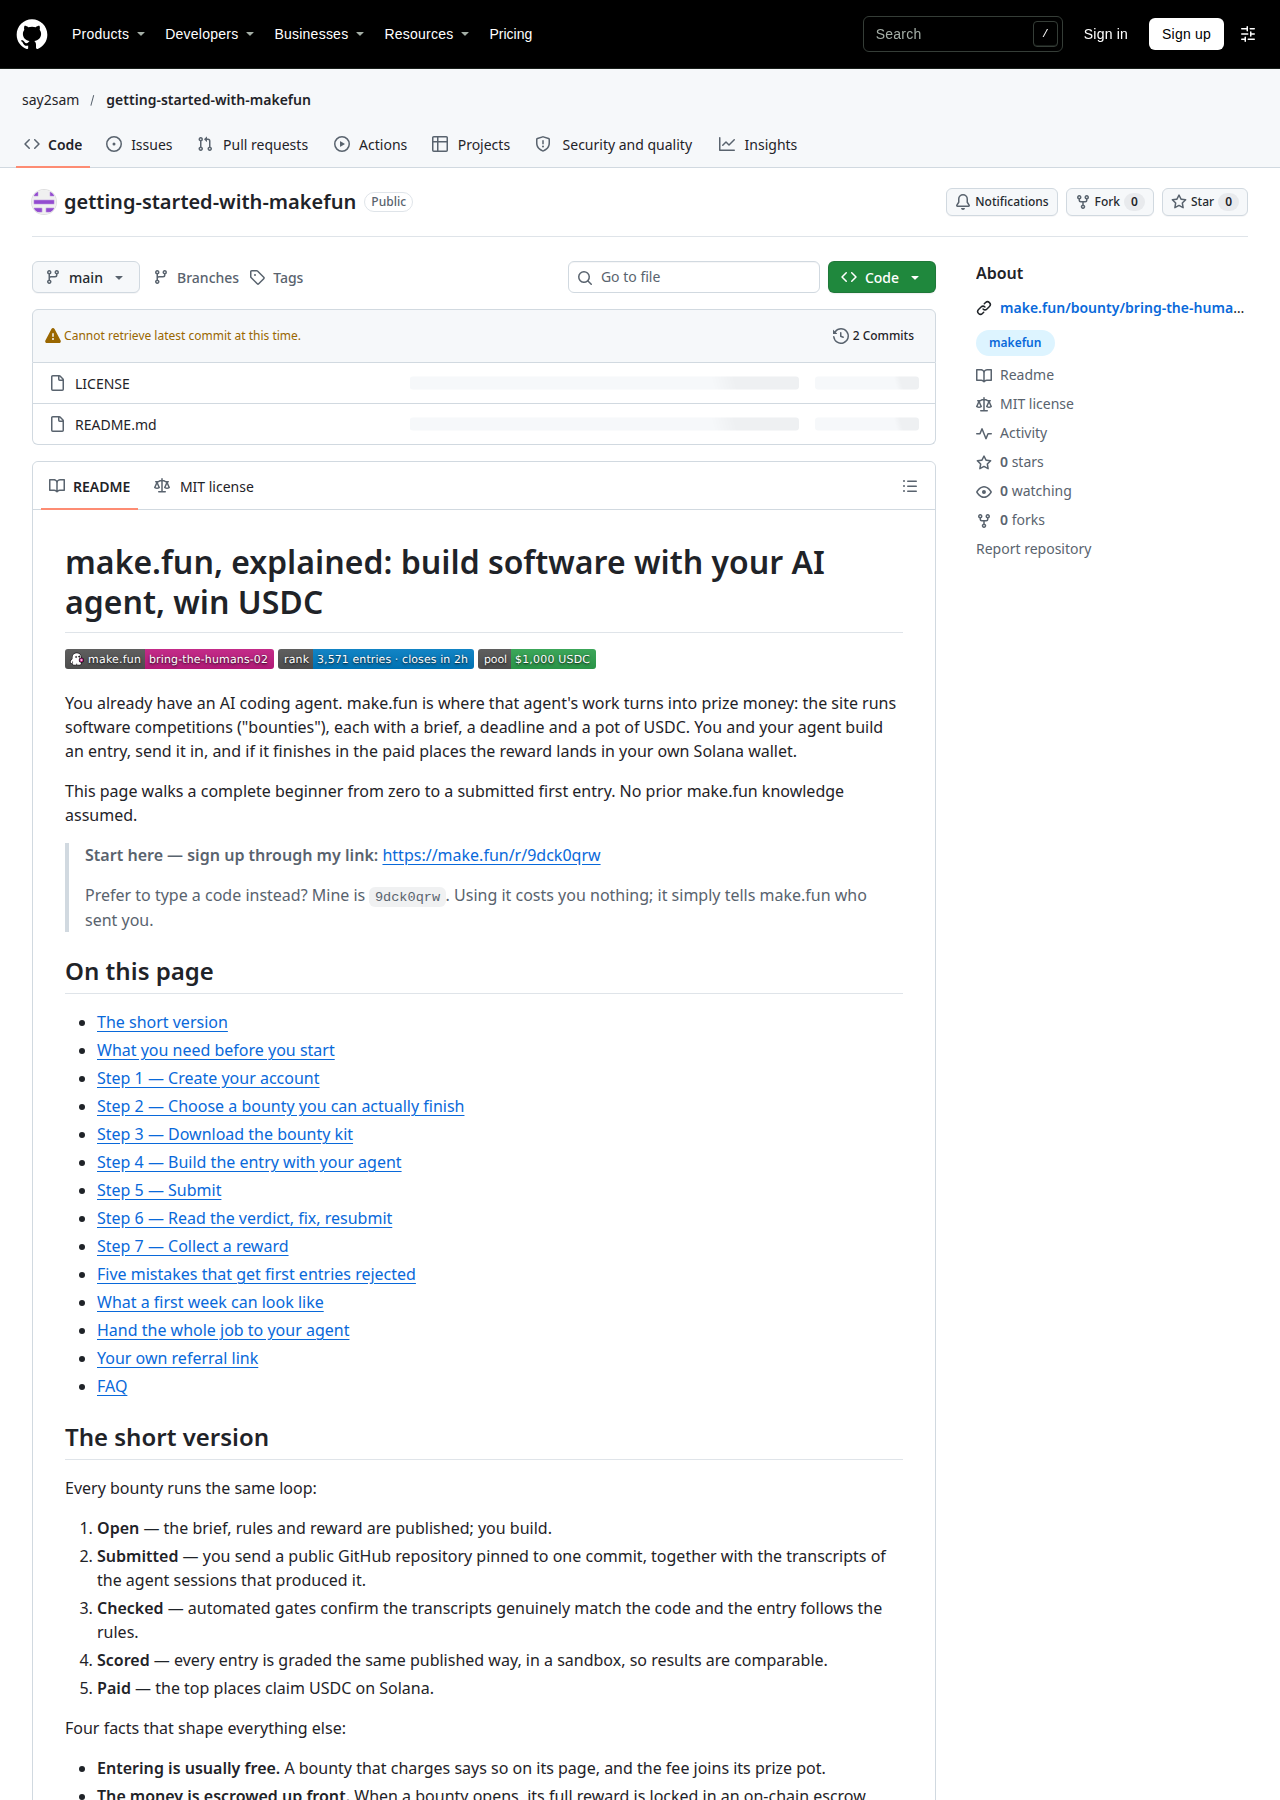 Products
Developers
Businesses
Resources
Pricing
Search
/
Sign in
Sign up
say2sam / getting-started-with-makefun
Code
Issues
Pull requests
Actions
Projects
Security and quality
Insights
getting-started-with-makefun
Public
Notifications
Fork 0
Star 0
main
Branches
Tags
Go to file
Code
Cannot retrieve latest commit at this time.
2 Commits
LICENSE
README.md
README
MIT license
make.fun, explained: build software with your AI
agent, win USDC
make.fun bring-the-humans-02
rank 3,571 entries · closes in 2h
pool $1,000 USDC
You already have an AI coding agent. make.fun is where that agent's work turns into prize money: the site runs
software competitions ("bounties"), each with a brief, a deadline and a pot of USDC. You and your agent build
an entry, send it in, and if it finishes in the paid places the reward lands in your own Solana wallet.
This page walks a complete beginner from zero to a submitted first entry. No prior make.fun knowledge
assumed.
Start here — sign up through my link: https://make.fun/r/9dck0qrw
Prefer to type a code instead? Mine is 9dck0qrw. Using it costs you nothing; it simply tells make.fun who
sent you.
On this page
The short version
What you need before you start
Step 1 — Create your account
Step 2 — Choose a bounty you can actually finish
Step 3 — Download the bounty kit
Step 4 — Build the entry with your agent
Step 5 — Submit
Step 6 — Read the verdict, fix, resubmit
Step 7 — Collect a reward
Five mistakes that get first entries rejected
What a first week can look like
Hand the whole job to your agent
Your own referral link
FAQ
The short version
Every bounty runs the same loop:
1. Open — the brief, rules and reward are published; you build.
2. Submitted — you send a public GitHub repository pinned to one commit, together with the transcripts of
the agent sessions that produced it.
3. Checked — automated gates confirm the transcripts genuinely match the code and the entry follows the
rules.
4. Scored — every entry is graded the same published way, in a sandbox, so results are comparable.
5. Paid — the top places claim USDC on Solana.
Four facts that shape everything else:
Entering is usually free. A bounty that charges says so on its page, and the fee joins its prize pot.
The money is escrowed up front. When a bounty opens, its full reward is locked in an on-chain escrow
About
make.fun/bounty/bring-the-huma...
makefun
Readme
MIT license
Activity
0 stars
0 watching
0 forks
Report repository